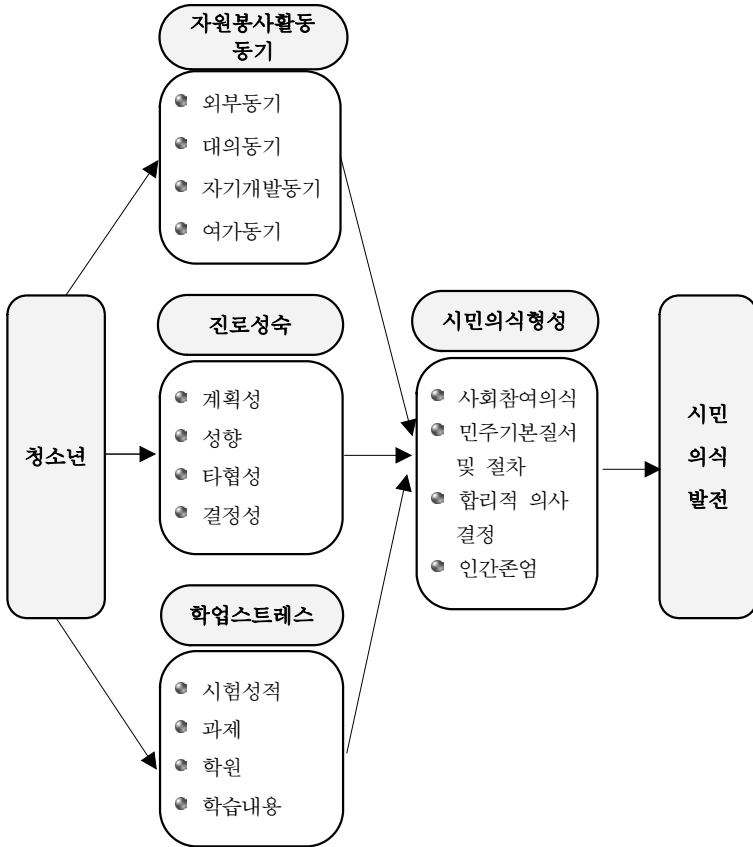 자원봉사활동
동기
외부동기
대의동기
자기개발동기
여가동기
청소년
진로성숙
계획성
성향
타협성
결정성
학업스트레스
시험성적
과제
학원
학습내용
시민의식형성
사회참여의식
민주기본질서
및 절차
합리적 의사
결정
인간존엄
시민
의식
발전